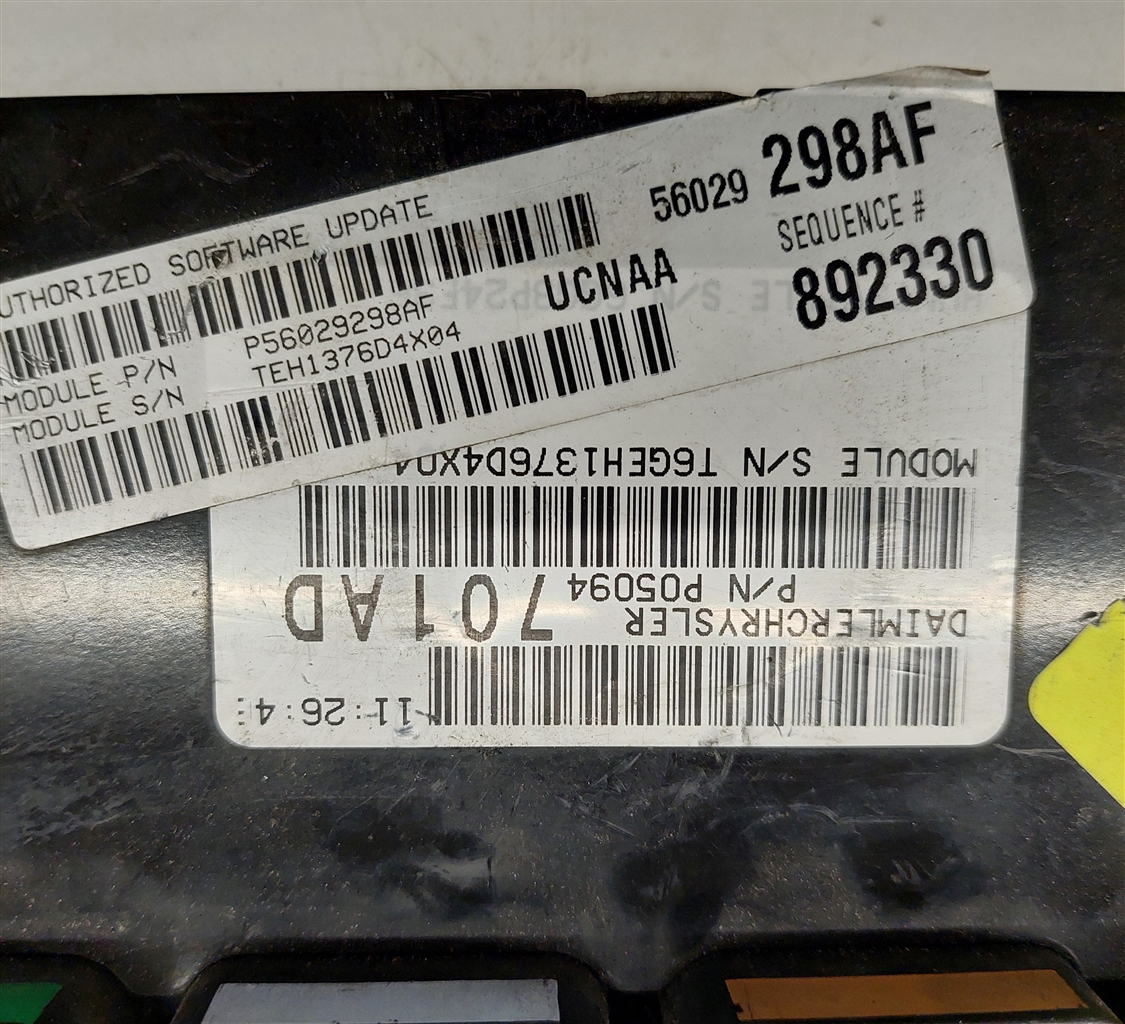 UTHORIZED SOFTWARE UPDATE
56029 298AF
SEQUENCE #
892330
UCNAA
MODULE P/N P56029298AF
MODULE S/N TEH1376D4X04
MODULE S/N T6GEH1376D4X04
P/N P05094 701AD
DAIMLERCHRYSLER
11:26:4